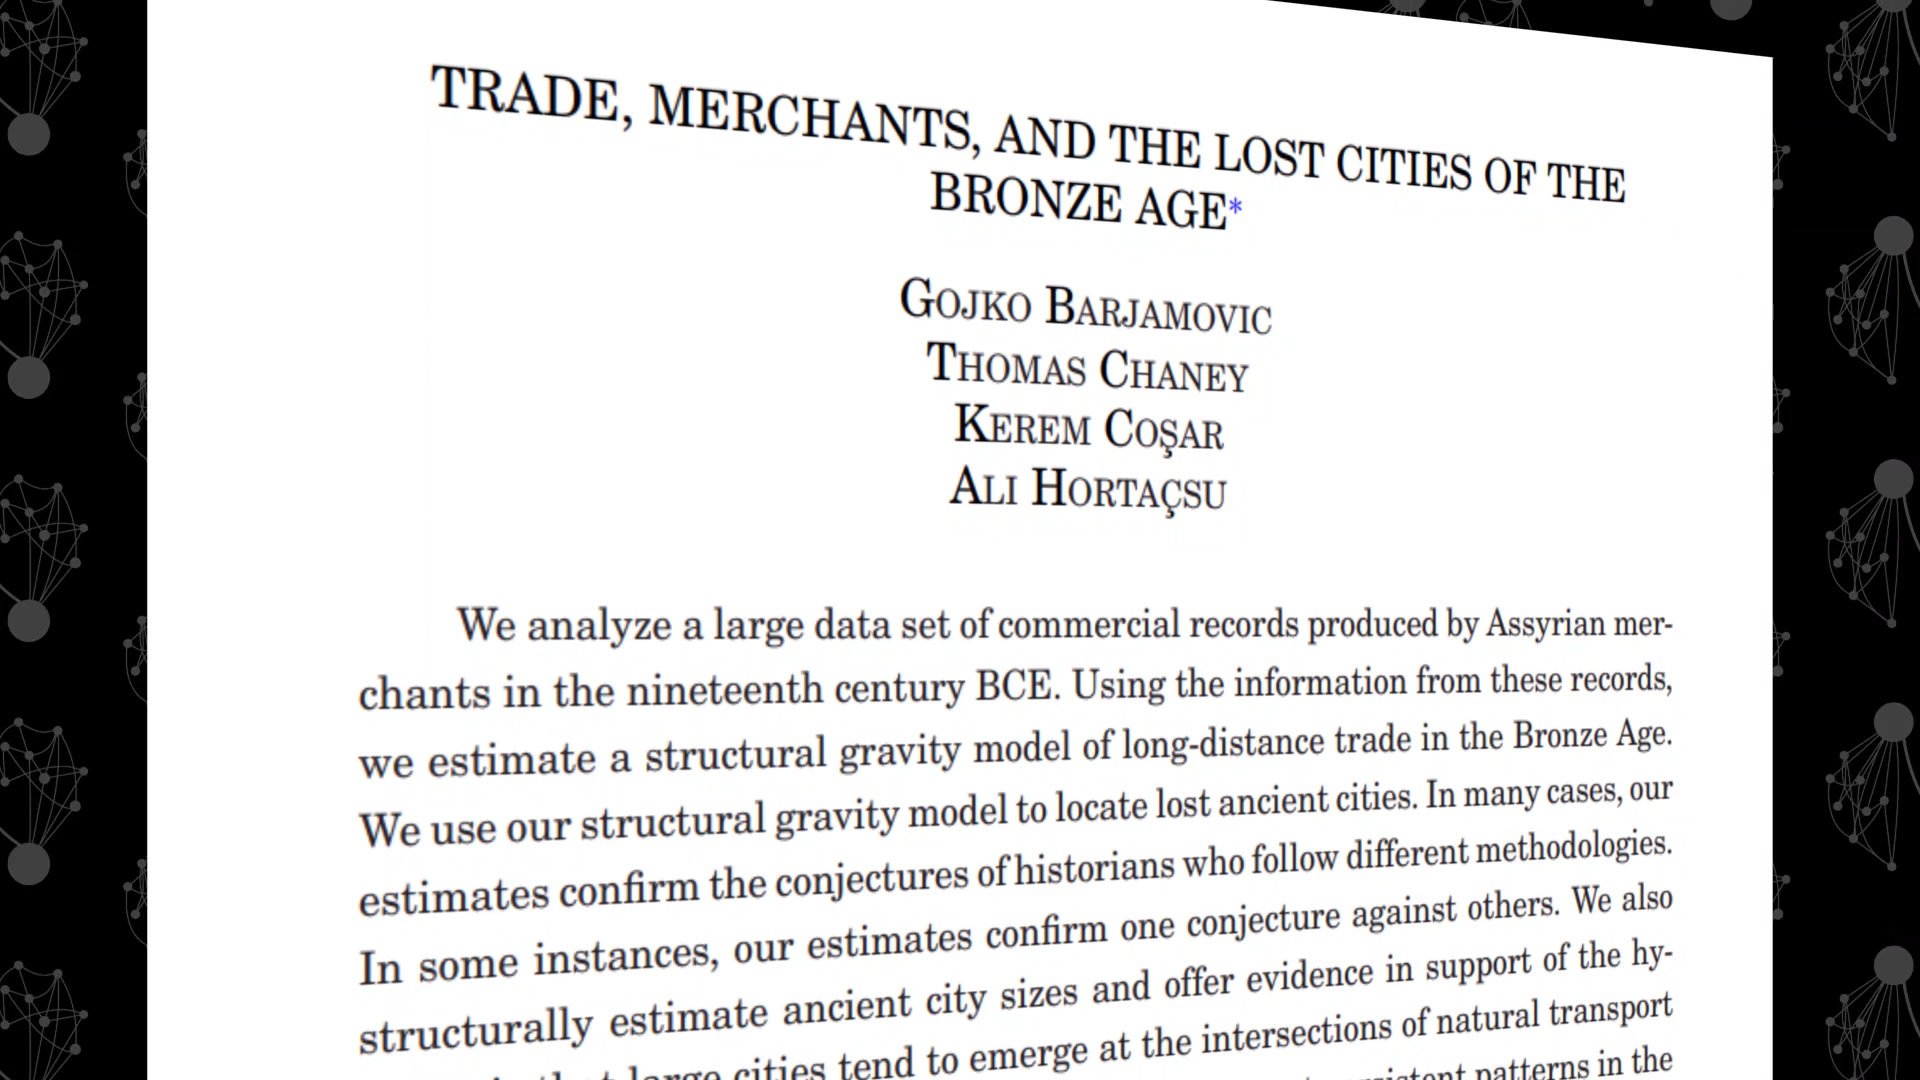 TRADE, MERCHANTS, AND THE LOST CITIES OF THE
BRONZE AGE*
GOJKO BARJAMOVIC
THOMAS CHANEY
KEREM COŞAR
ALI HORTAÇSU
We analyze a large data set of commercial records produced by Assyrian mer-
chants in the nineteenth century BCE. Using the information from these records,
we estimate a structural gravity model of long-distance trade in the Bronze Age.
We use our structural gravity model to locate lost ancient cities. In many cases, our
estimates confirm the conjectures of historians who follow different methodologies.
In some instances, our estimates confirm one conjecture against others. We also
structurally estimate ancient city sizes and offer evidence in support of the hy-
large cities tend to emerge at the intersections of natural transport
patterns in the